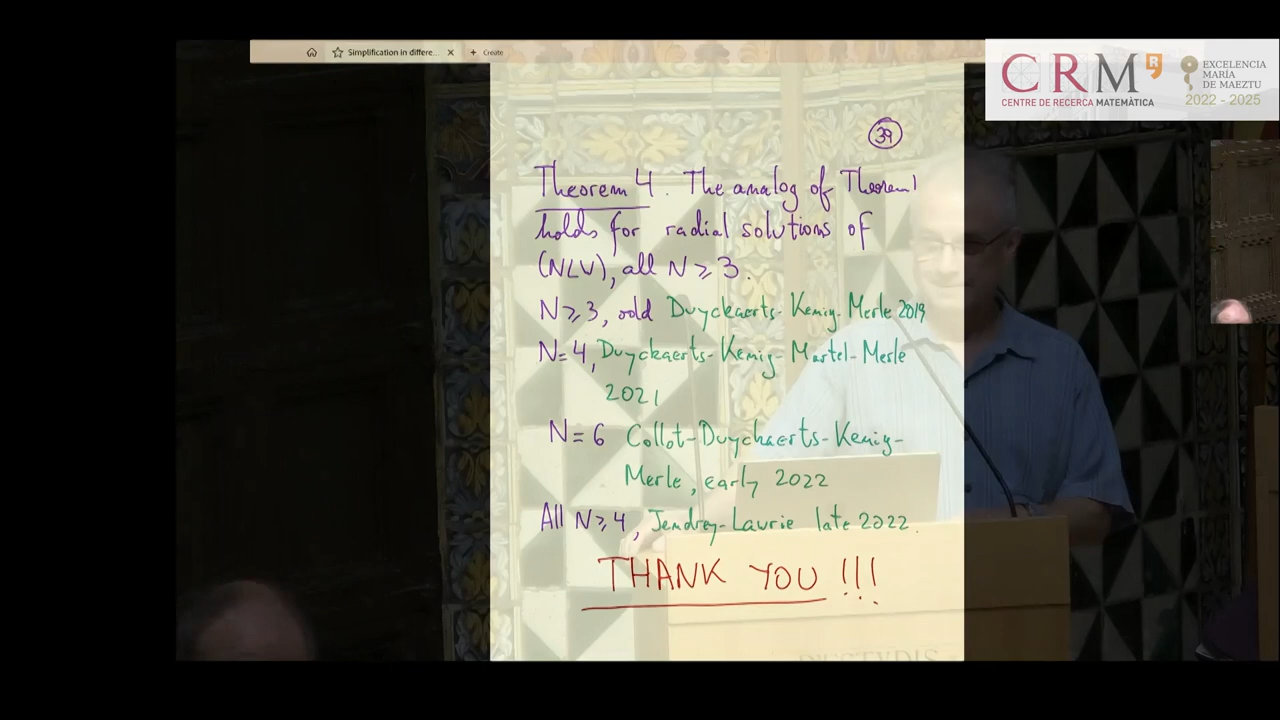 Simplification in differe...
+ Create
CRM
CENTRE DE RECERCA MATEMÀTICA
EXCELENCIA
MARÍA
DE MAEZTU
2022 - 2025
39
Theorem 4. The analog of Theorem 1
holds for radial solutions of
(NLW), all N ≥ 3.
N ≥ 3, odd Duyckaerts-Kenig-Merle 2019
N=4, Duyckaerts-Kenig-Martel-Merle
2021
N=6 Collot-Duyckaerts-Kenig-
Merle, early 2022
All N ≥ 4, Jendrej-Lawrie late 2022.
THANK YOU !!!
D'ESTVDIS